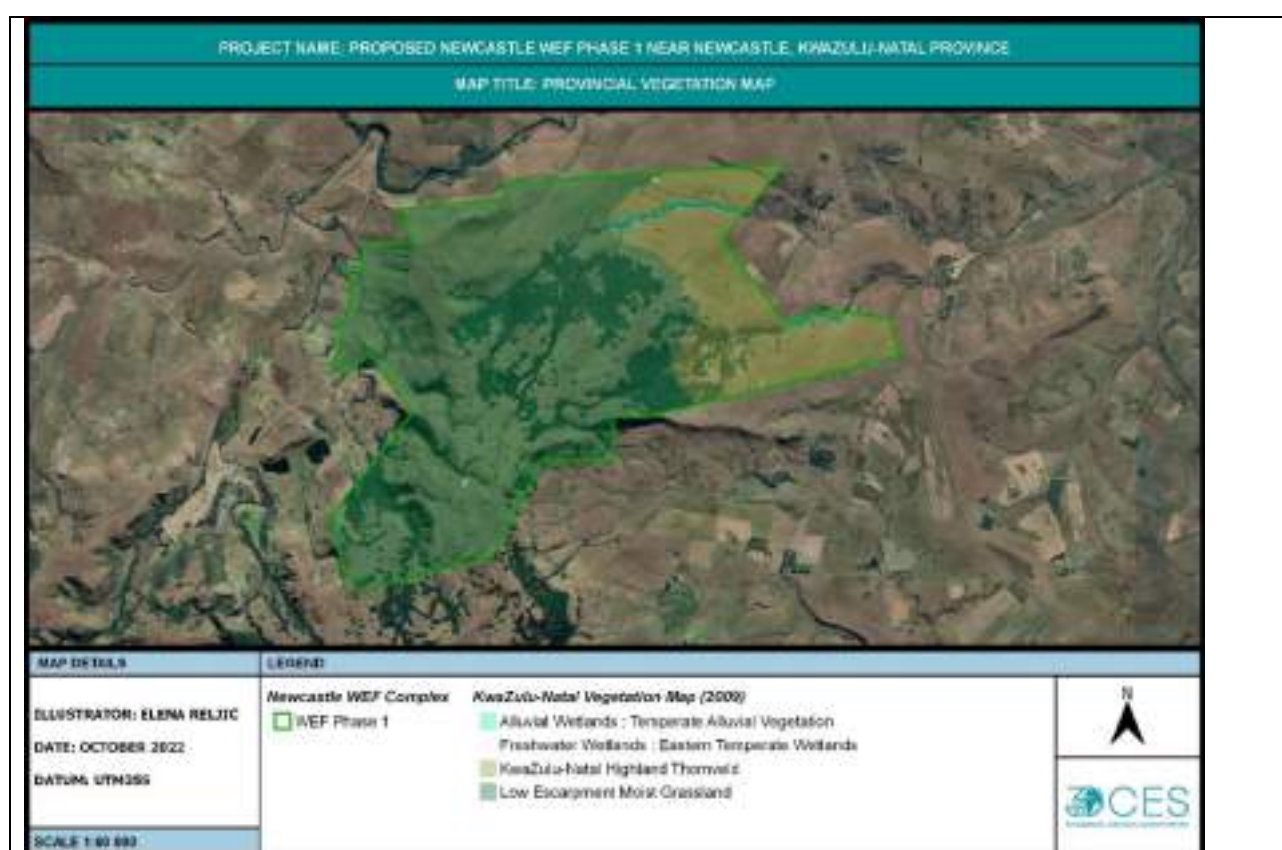 PROJECT NAME: PROPOSED NEWCASTLE WEF PHASE 1 NEAR NEWCASTLE, KWAZULU-NATAL PROVINCE
MAP TITLE: PROVINCIAL VEGETATION MAP
MAP DETAILS
LEGEND
ILLUSTRATOR: ELENA RELJIC
DATE: OCTOBER 2022
DATUM: UTM35S
SCALE
Newcastle WEF Complex
WEF Phase 1
KwaZulu-Natal Vegetation Map (2009)
Alluvial Wetlands : Temperate Alluvial Vegetation
Freshwater Wetlands : Eastern Temperate Wetlands
KwaZulu-Natal Highland Thornveld
Low Escarpment Moist Grassland
N
CES